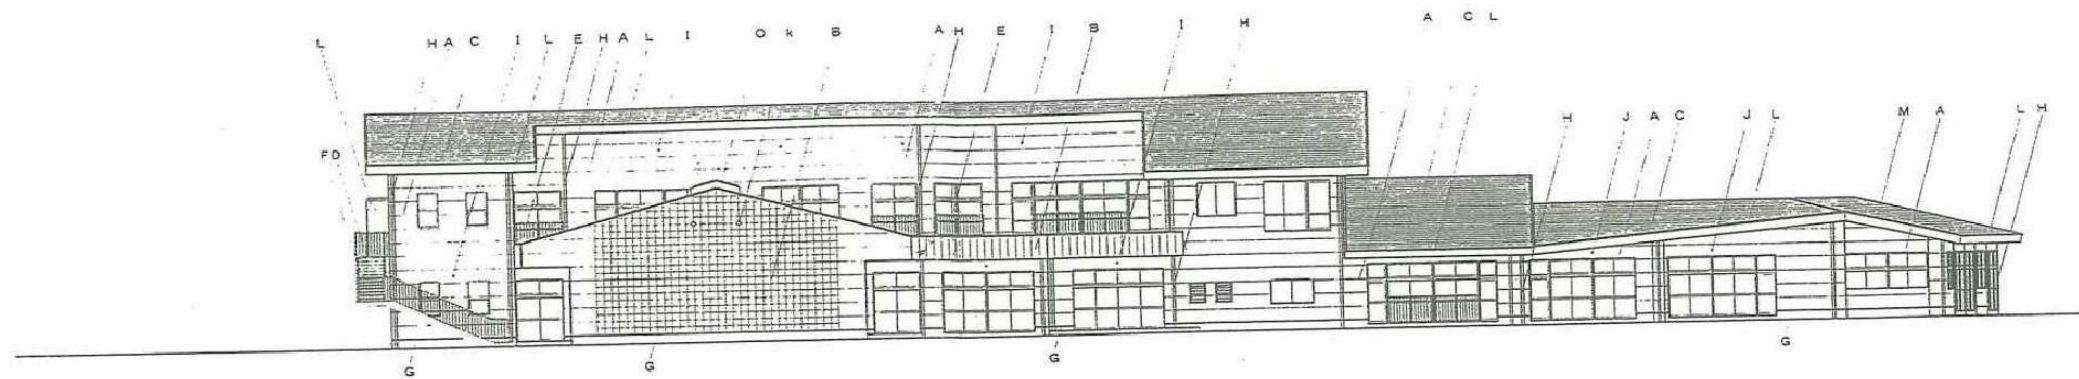 L H A C I L E H A L I O K B A H E I B I H A C L
FD H J A C J L M A L H
G G G G